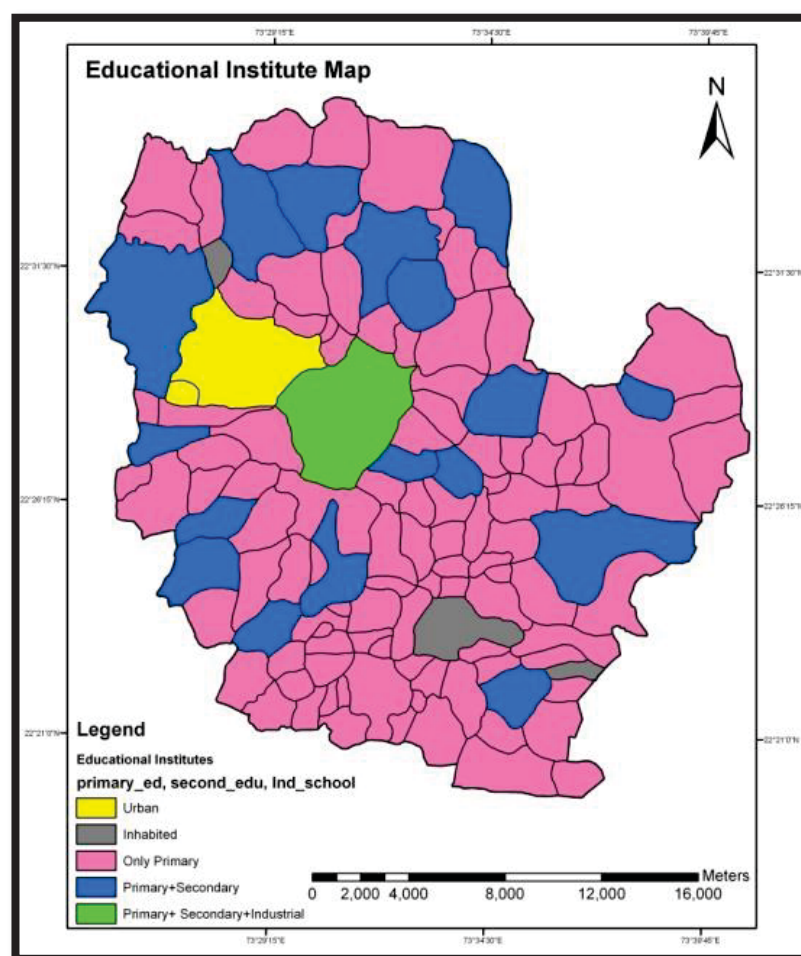 73°29'15"E 73°34'30"E 73°39'45"E
Educational Institute Map
N
22°31'30"N 22°31'30"N
22°26'15"N 22°26'15"N
22°21'0"N 22°21'0"N
Legend
Educational Institutes
primary_ed, second_edu, Ind_school
Urban
Inhabited
Only Primary
Primary+Secondary
Primary+ Secondary+Industrial
Meters
0 2,000 4,000 8,000 12,000 16,000
73°29'15"E 73°34'30"E 73°39'45"E